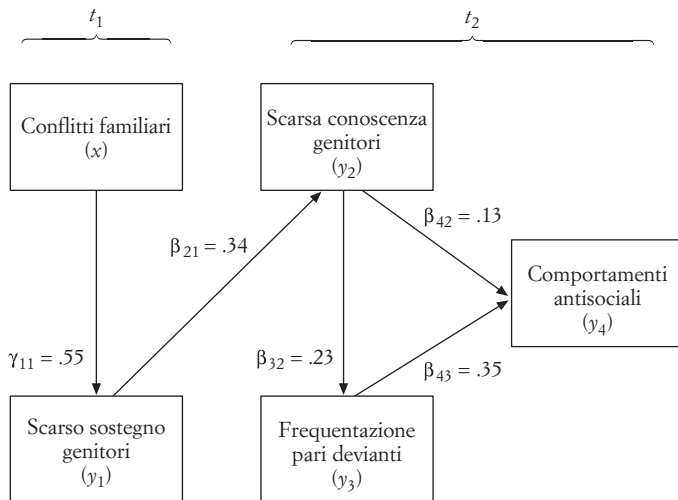 t₁
t₂
Conflitti familiari
(x)
Scarsa conoscenza
genitori
(y₂)
β₄₂ = .13
β₂₁ = .34
Comportamenti
antisociali
(y₄)
γ₁₁ = .55
β₃₂ = .23
β₄₃ = .35
Scarso sostegno
genitori
(y₁)
Frequentazione
pari devianti
(y₃)